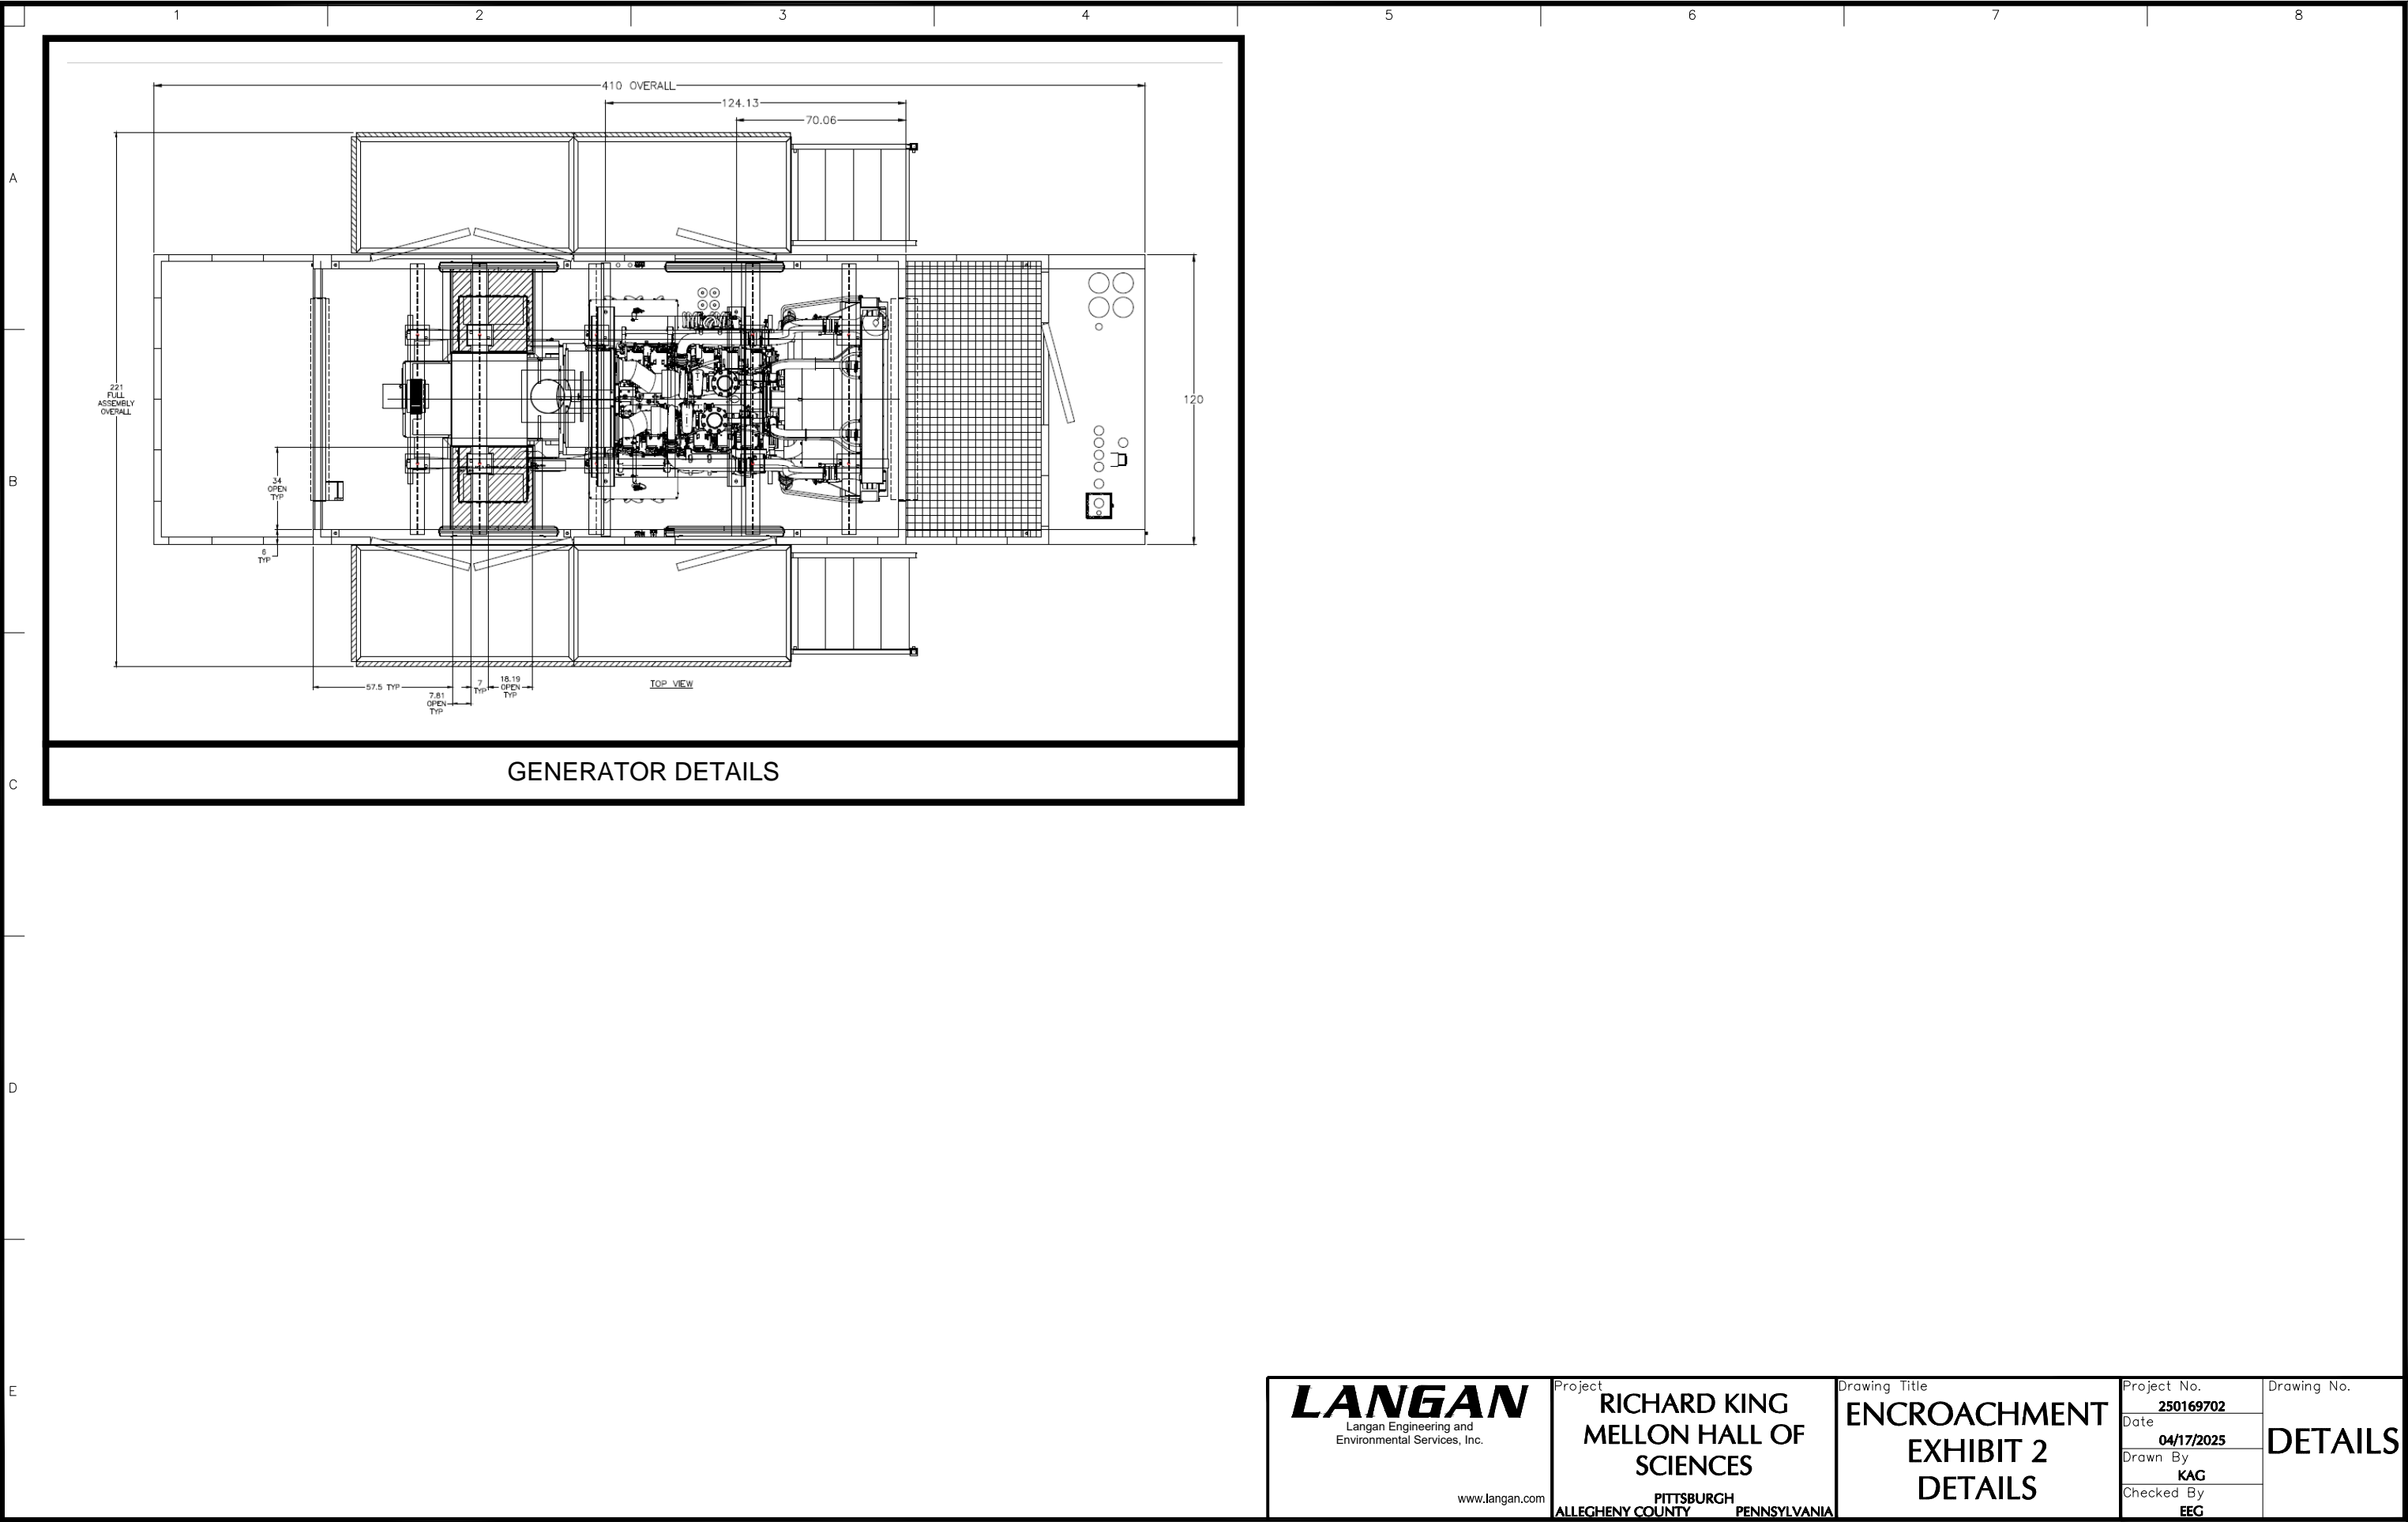 1 2 3 4 5 6 7 8
A
B
C
D
E
410 OVERALL
124.13
70.06
221
FULL
ASSEMBLY
OVERALL
120
34
OPEN
TYP
6
TYP
57.5 TYP
7
TYP
18.19
OPEN
TYP
7.81
OPEN
TYP
TOP VIEW
GENERATOR DETAILS
LANGAN
Langan Engineering and
Environmental Services, Inc.
www.langan.com
Project
RICHARD KING
MELLON HALL OF
SCIENCES
PITTSBURGH
ALLEGHENY COUNTY PENNSYLVANIA
Drawing Title
ENCROACHMENT
EXHIBIT 2
DETAILS
Project No.
250169702
Date
04/17/2025
Drawn By
KAG
Checked By
EEG
Drawing No.
DETAILS